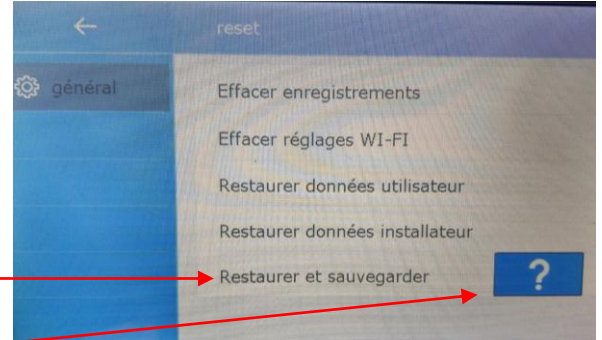 reset
général
Effacer enregistrements
Effacer réglages WI-FI
Restaurer données utilisateur
Restaurer données installateur
Restaurer et sauvegarder
?